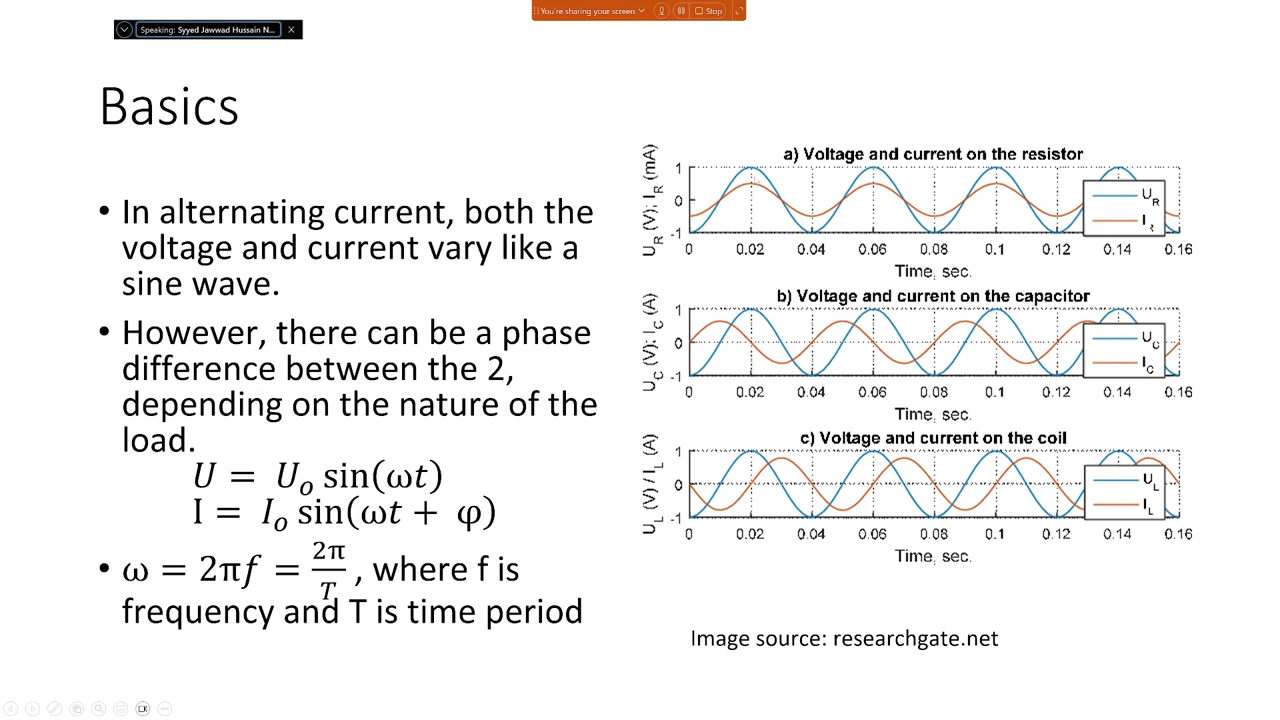 You're sharing your screen
Stop
Speaking: Syyed Jawwad Hussain N...
Basics
• In alternating current, both the
voltage and current vary like a
sine wave.
• However, there can be a phase
difference between the 2,
depending on the nature of the
load.
U = Uₒ sin(ωt)
I = Iₒ sin(ωt + φ)
• ω = 2πf = 2π/T , where f is
frequency and T is time period
a) Voltage and current on the resistor
U_R (V); I_R (mA)
1
0
-1
U_R
I_R
0 0.02 0.04 0.06 0.08 0.1 0.12 0.14 0.16
Time, sec.
b) Voltage and current on the capacitor
U_C (V); I_C (A)
1
0
-1
U_C
I_C
0 0.02 0.04 0.06 0.08 0.1 0.12 0.14 0.16
Time, sec.
c) Voltage and current on the coil
U_L (V) / I_L (A)
1
0
-1
U_L
I_L
0 0.02 0.04 0.06 0.08 0.1 0.12 0.14 0.16
Time, sec.
Image source: researchgate.net